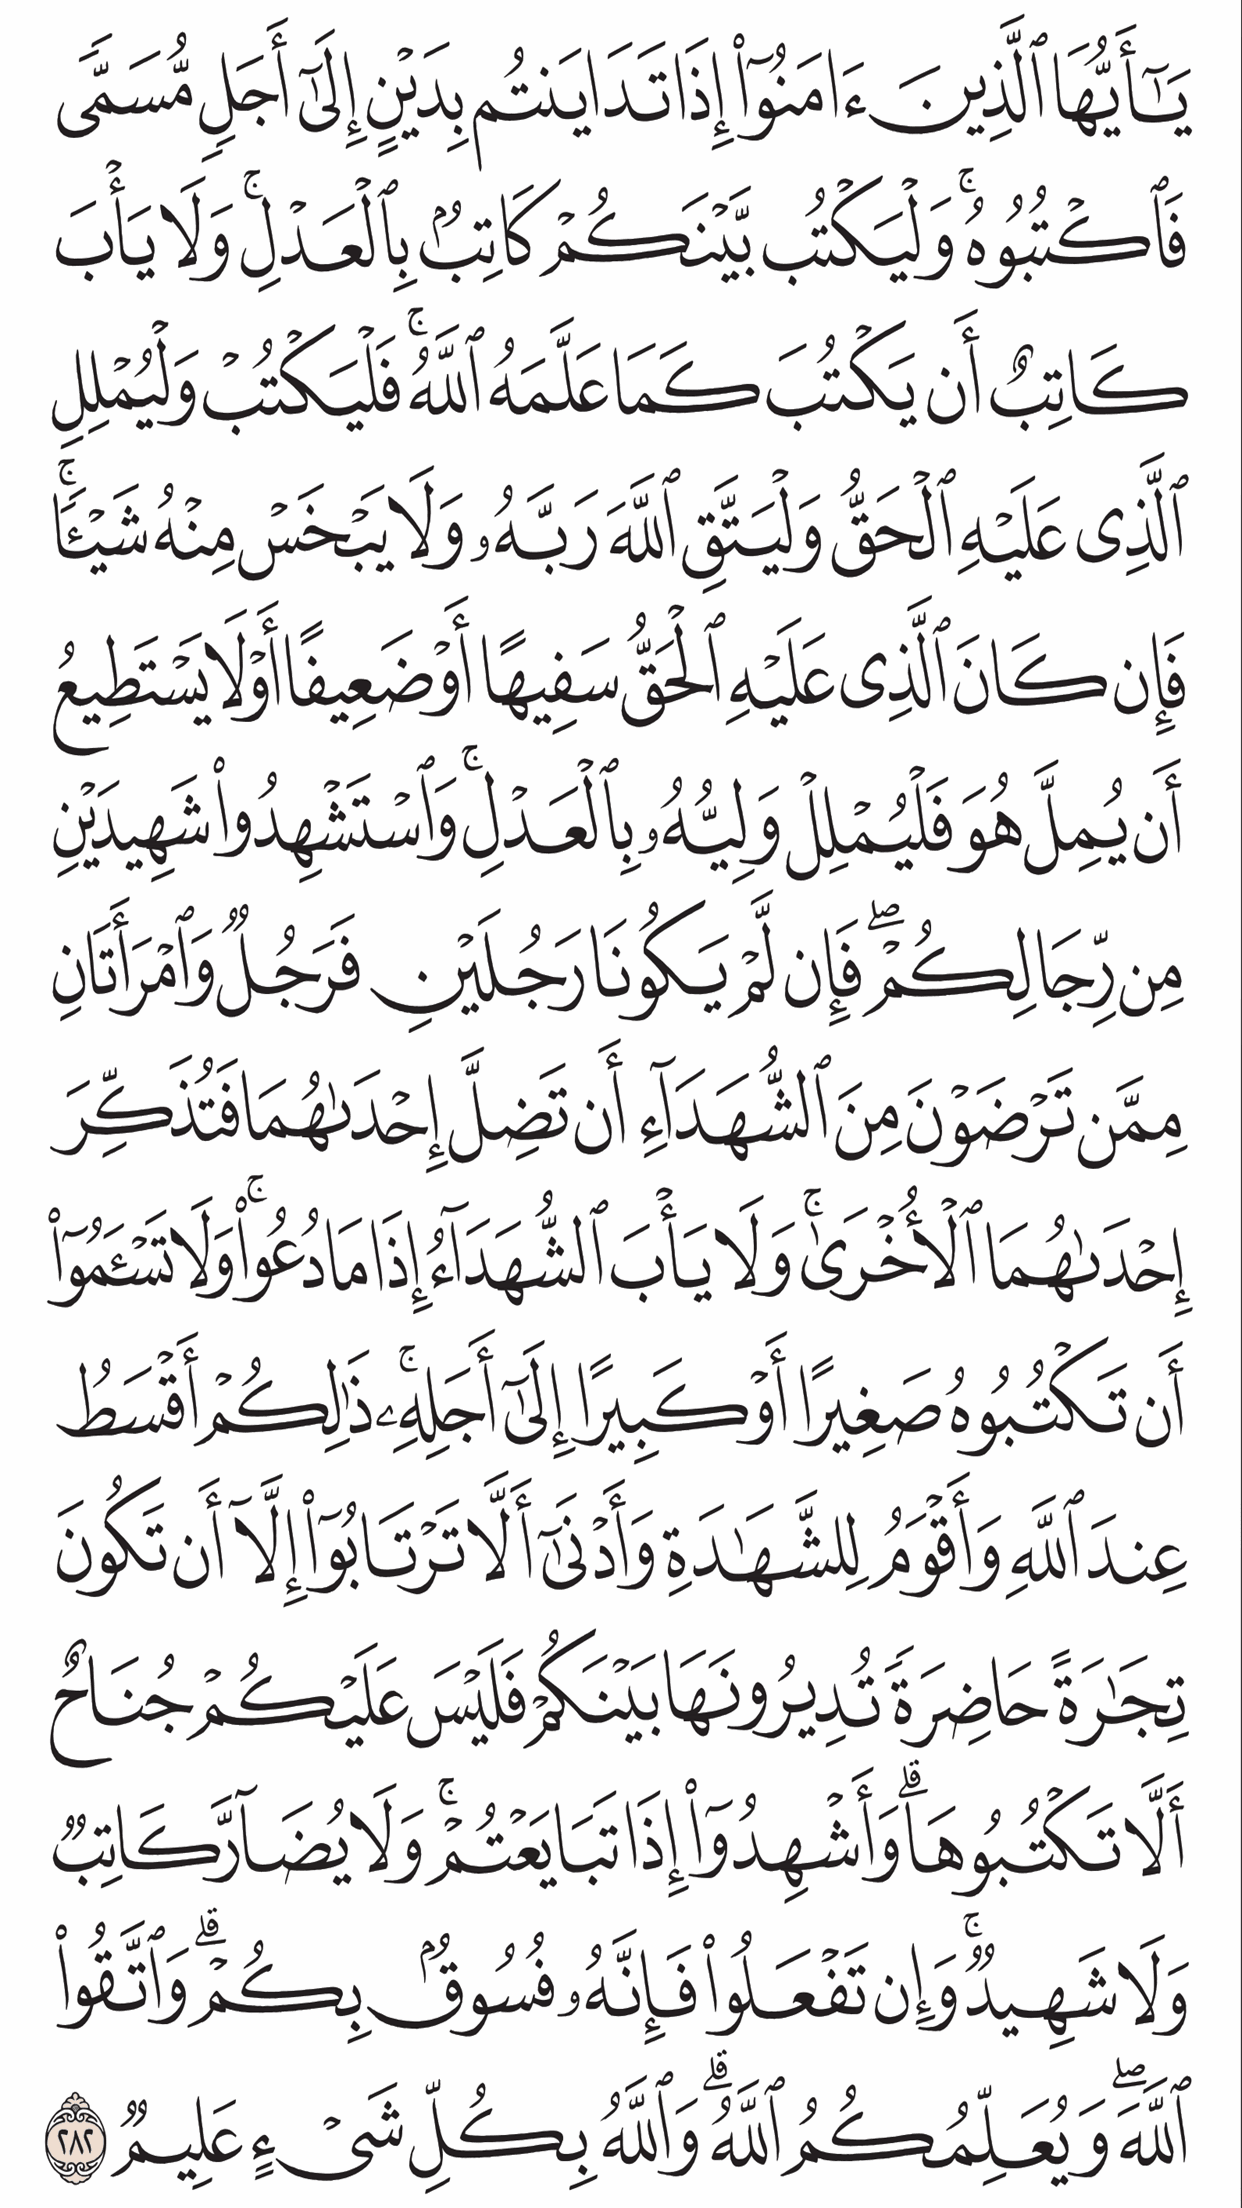 يَـٰٓأَيُّهَا ٱلَّذِينَ ءَامَنُوٓا۟ إِذَا تَدَايَنتُم بِدَيْنٍ إِلَىٰٓ أَجَلٍ مُّسَمًّى
فَٱكْتُبُوهُ ۚ وَلْيَكْتُب بَّيْنَكُمْ كَاتِبٌۢ بِٱلْعَدْلِ ۚ وَلَا يَأْبَ
كَاتِبٌ أَن يَكْتُبَ كَمَا عَلَّمَهُ ٱللَّهُ ۚ فَلْيَكْتُبْ وَلْيُمْلِلِ
ٱلَّذِى عَلَيْهِ ٱلْحَقُّ وَلْيَتَّقِ ٱللَّهَ رَبَّهُۥ وَلَا يَبْخَسْ مِنْهُ شَيْـًٔا ۚ
فَإِن كَانَ ٱلَّذِى عَلَيْهِ ٱلْحَقُّ سَفِيهًا أَوْ ضَعِيفًا أَوْ لَا يَسْتَطِيعُ
أَن يُمِلَّ هُوَ فَلْيُمْلِلْ وَلِيُّهُۥ بِٱلْعَدْلِ ۚ وَٱسْتَشْهِدُوا۟ شَهِيدَيْنِ
مِن رِّجَالِكُمْ ۖ فَإِن لَّمْ يَكُونَا رَجُلَيْنِ فَرَجُلٌ وَٱمْرَأَتَانِ
مِمَّن تَرْضَوْنَ مِنَ ٱلشُّهَدَآءِ أَن تَضِلَّ إِحْدَىٰهُمَا فَتُذَكِّرَ
إِحْدَىٰهُمَا ٱلْأُخْرَىٰ ۚ وَلَا يَأْبَ ٱلشُّهَدَآءُ إِذَا مَا دُعُوا۟ ۚ وَلَا تَسْـَٔمُوٓا۟
أَن تَكْتُبُوهُ صَغِيرًا أَوْ كَبِيرًا إِلَىٰٓ أَجَلِهِۦ ۚ ذَٰلِكُمْ أَقْسَطُ
عِندَ ٱللَّهِ وَأَقْوَمُ لِلشَّهَـٰدَةِ وَأَدْنَىٰٓ أَلَّا تَرْتَابُوٓا۟ إِلَّآ أَن تَكُونَ
تِجَـٰرَةً حَاضِرَةً تُدِيرُونَهَا بَيْنَكُمْ فَلَيْسَ عَلَيْكُمْ جُنَاحٌ
أَلَّا تَكْتُبُوهَا ۗ وَأَشْهِدُوٓا۟ إِذَا تَبَايَعْتُمْ ۚ وَلَا يُضَآرَّ كَاتِبٌ
وَلَا شَهِيدٌ ۚ وَإِن تَفْعَلُوا۟ فَإِنَّهُۥ فُسُوقٌۢ بِكُمْ ۗ وَٱتَّقُوا۟
ٱللَّهَ ۖ وَيُعَلِّمُكُمُ ٱللَّهُ ۗ وَٱللَّهُ بِكُلِّ شَىْءٍ عَلِيمٌ ٢٨٢